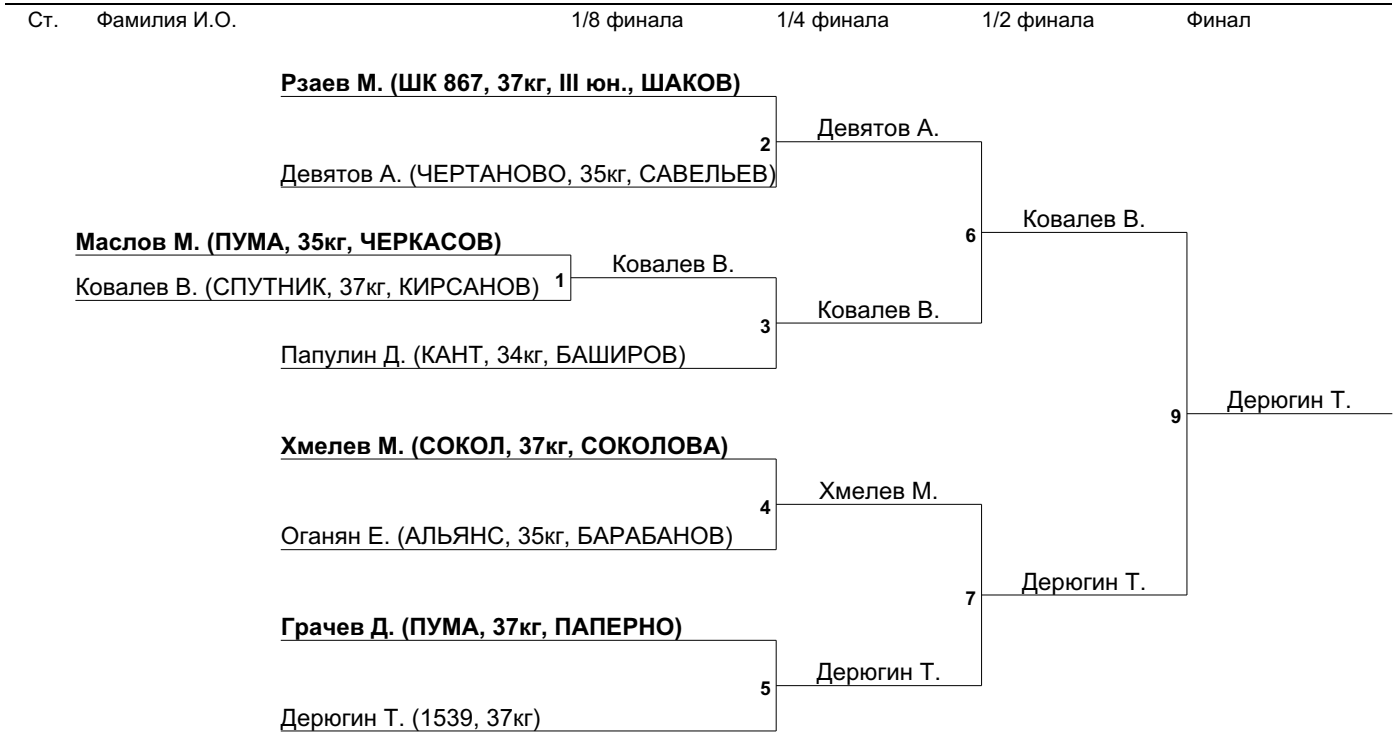 Ст. Фамилия И.О. 1/8 финала 1/4 финала 1/2 финала Финал
Рзаев М. (ШК 867, 37кг, III юн., ШАКОВ)
2 Девятов А.
Девятов А. (ЧЕРТАНОВО, 35кг, САВЕЛЬЕВ)
6 Ковалев В.
Маслов М. (ПУМА, 35кг, ЧЕРКАСОВ)
1 Ковалев В.
Ковалев В. (СПУТНИК, 37кг, КИРСАНОВ)
3 Ковалев В.
Папулин Д. (КАНТ, 34кг, БАШИРОВ)
9 Дерюгин Т.
Хмелев М. (СОКОЛ, 37кг, СОКОЛОВА)
4 Хмелев М.
Оганян Е. (АЛЬЯНС, 35кг, БАРАБАНОВ)
7 Дерюгин Т.
Грачев Д. (ПУМА, 37кг, ПАПЕРНО)
5 Дерюгин Т.
Дерюгин Т. (1539, 37кг)